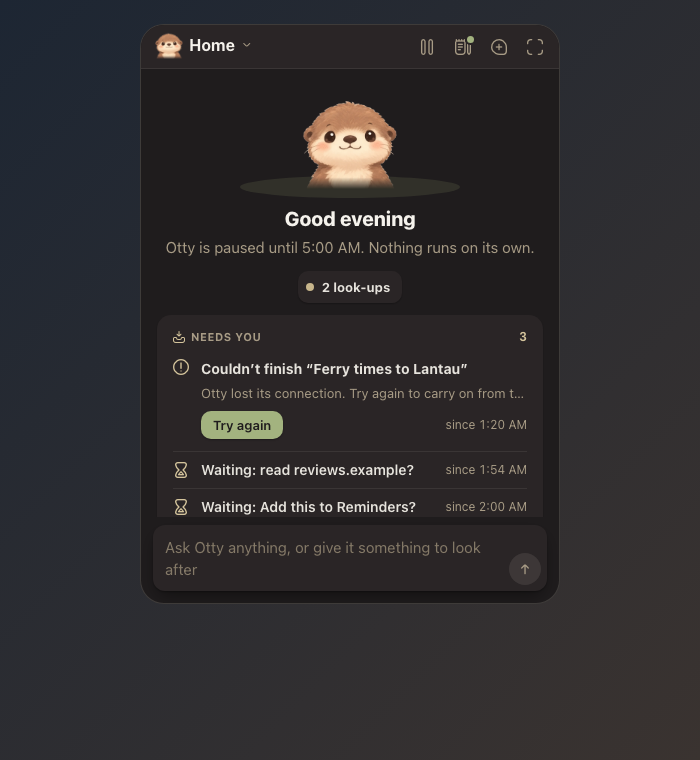 Home
Good evening
Otty is paused until 5:00 AM. Nothing runs on its own.
2 look-ups
NEEDS YOU
3
Couldn’t finish “Ferry times to Lantau”
Otty lost its connection. Try again to carry on from t…
Try again
since 1:20 AM
Waiting: read reviews.example?
since 1:54 AM
Waiting: Add this to Reminders?
since 2:00 AM
Ask Otty anything, or give it something to look
after